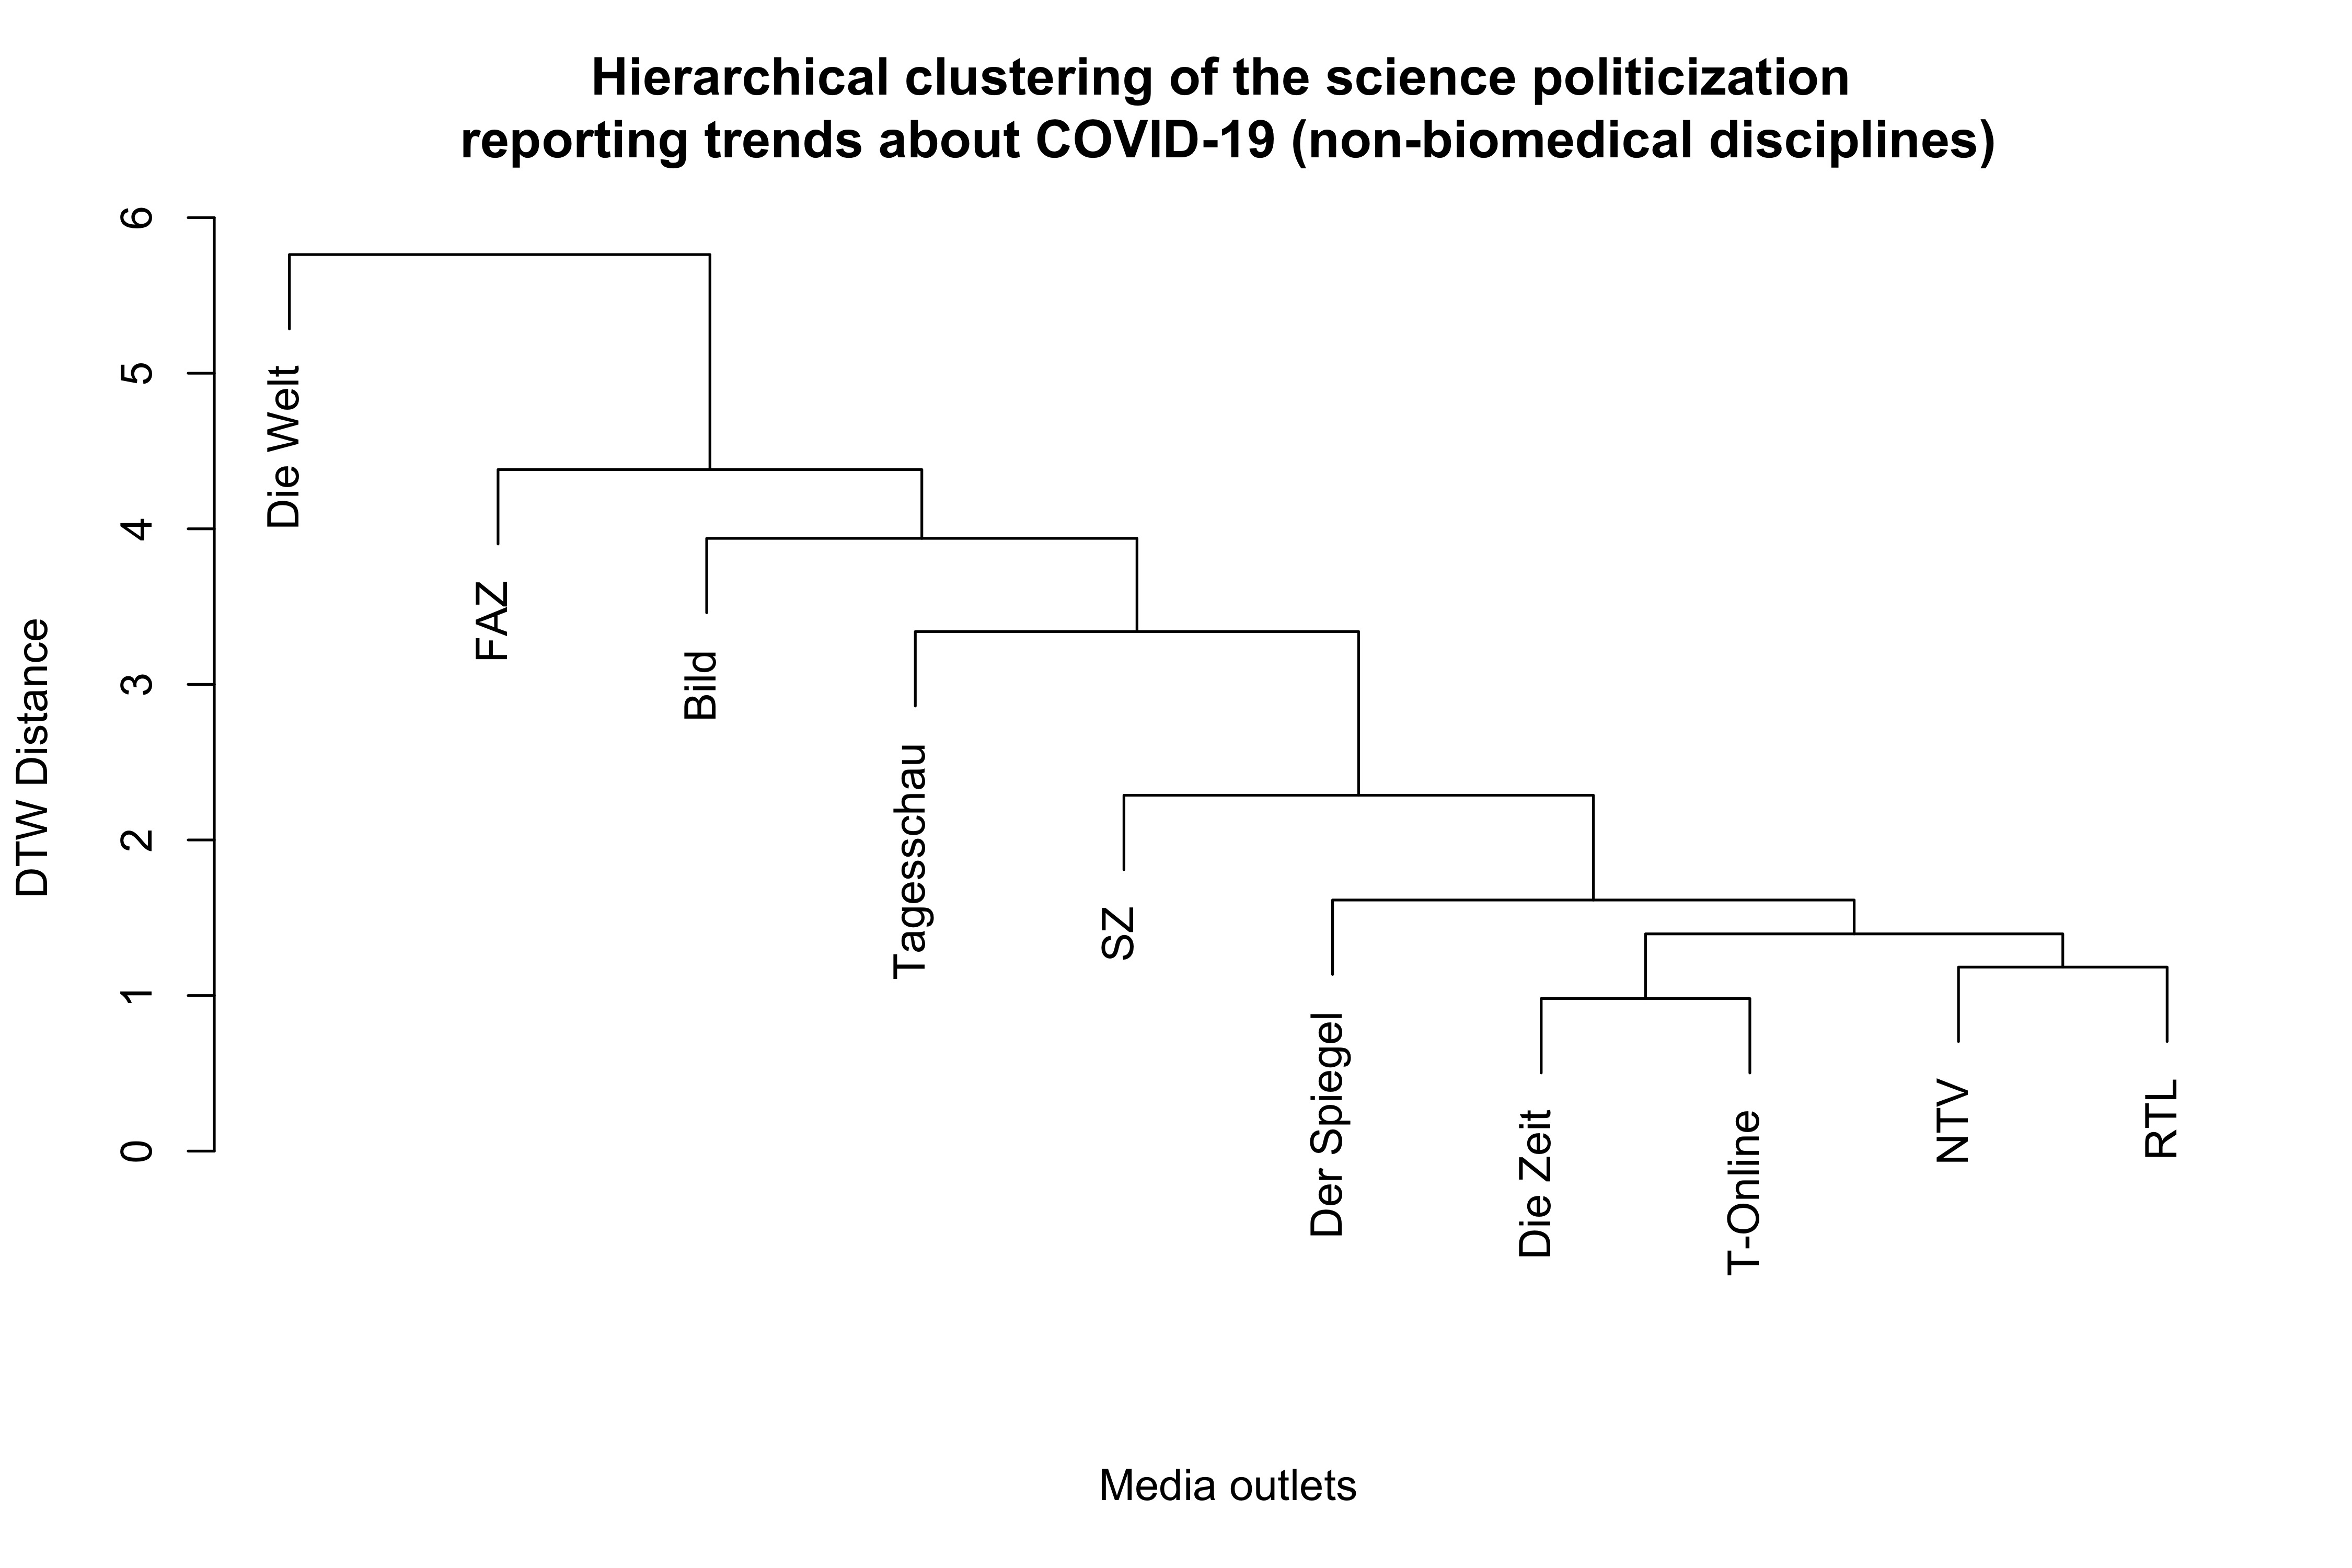 Hierarchical clustering of the science politicization
reporting trends about COVID-19 (non-biomedical disciplines)
DTW Distance
6
5
4
3
2
1
0
Die Welt
FAZ
Bild
Tagesschau
SZ
Der Spiegel
Die Zeit
T-Online
NTV
RTL
Media outlets